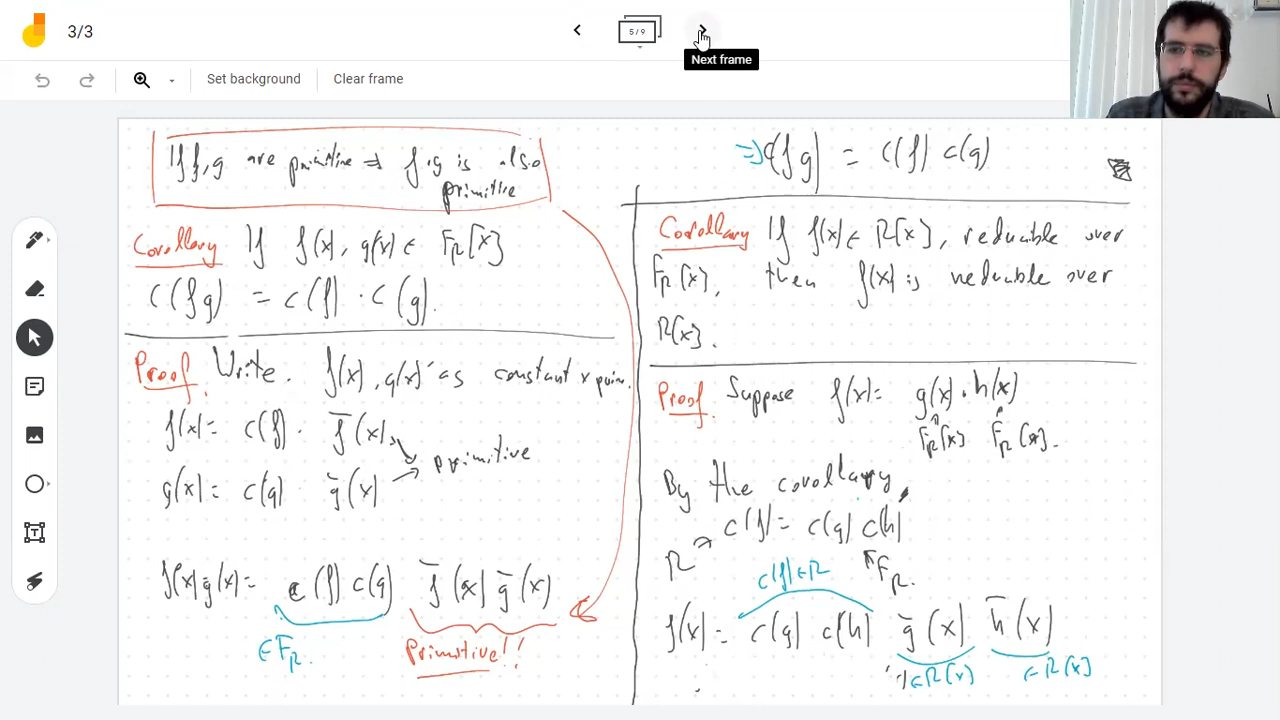 3/3
5/9
Next frame
Set background
Clear frame
If f,g are primitive ⇒ f·g is also
primitive
Corollary If f(x), g(x) ∈ F_R[x]
c(fg) = c(f) · c(g).
Proof. Write. f(x), g(x) as constant x prim.
f(x) = c(f) · f̄(x)
primitive
g(x) = c(g) ḡ(x)
f(x)g(x) = c(f) c(g) f̄(x) ḡ(x)
∈ F_R.
Primitive!!
⇒ c(fg) = c(f) c(g)
Corollary If f(x) ∈ R[x], reducible over
F_R[x], then f(x) is reducible over
R[x].
Proof. Suppose f(x) = g(x) · h(x)
F_R[x] F_R[x].
By the corollary,
c(f) = c(g) c(h)
R
F_R.
c(f) ∈ R
f(x) = c(g) c(h) ḡ(x) h̄(x)
∈ R[x] ∈ R[x]